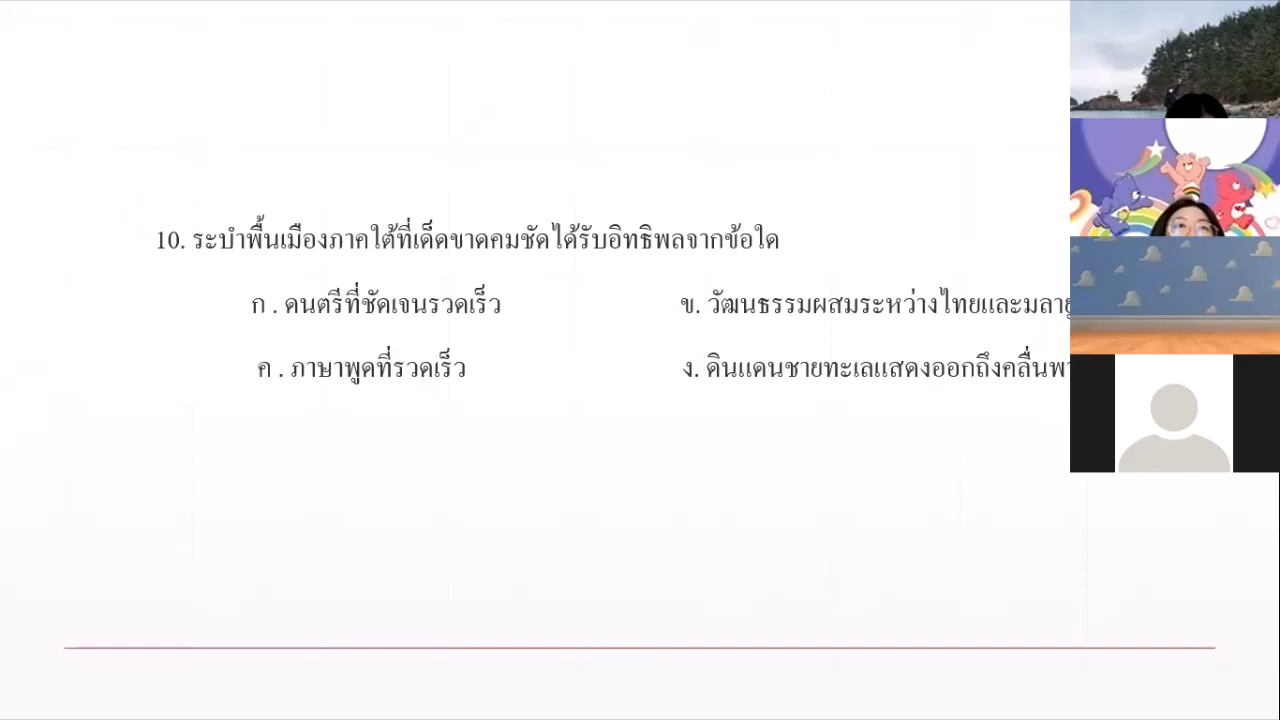 10. ระบำพื้นเมืองภาคใต้ที่เด็ดขาดคมชัดได้รับอิทธิพลจากข้อใด
ก . ดนตรีที่ชัดเจนรวดเร็ว ข. วัฒนธรรมผสมระหว่างไทยและมลายู
ค . ภาษาพูดที่รวดเร็ว ง. ดินแดนชายทะเลแสดงออกถึงคลื่น